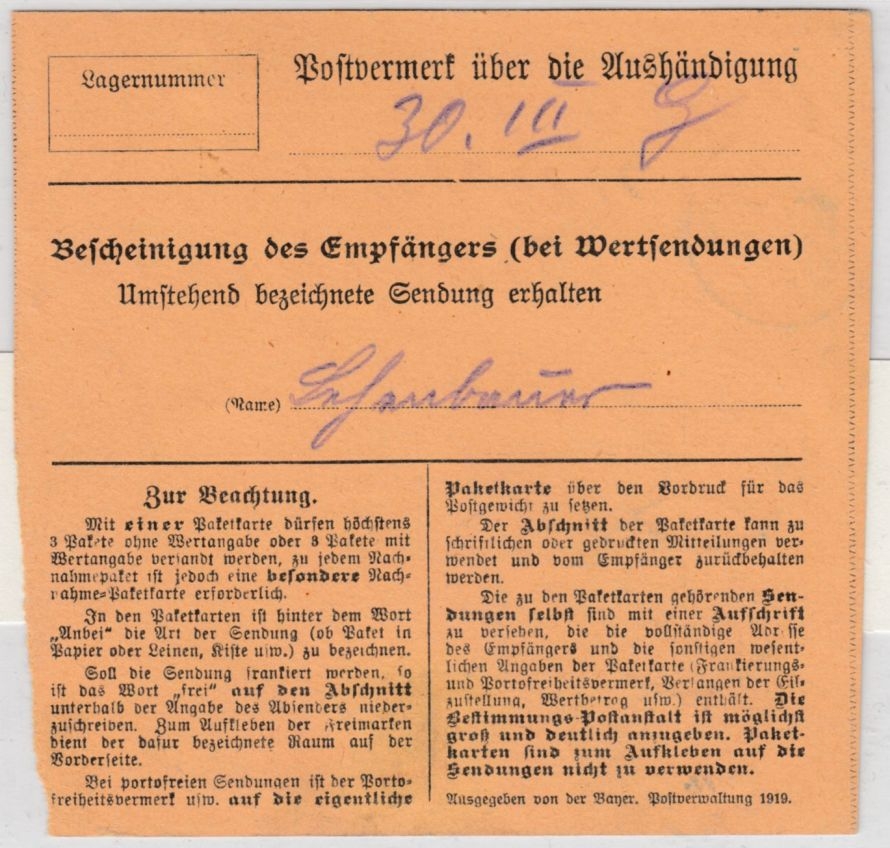 Lagernummer
Postvermerk über die Aushändigung
30. III
Bescheinigung des Empfängers (bei Wertsendungen)
Umstehend bezeichnete Sendung erhalten
(Name)
Zur Beachtung.
Mit einer Paketkarte dürfen höchstens
3 Pakete ohne Wertangabe oder 3 Pakete mit
Wertangabe versandt werden, zu jedem Nach-
nahmepaket ist jedoch eine besondere Nach-
nahme-Paketkarte erforderlich.
In den Paketkarten ist hinter dem Wort
„Anbei“ die Art der Sendung (ob Paket in
Papier oder Leinen, Kiste usw.) zu bezeichnen.
Soll die Sendung frankiert werden, so
ist das Wort „frei“ auf den Abschnitt
unterhalb der Angabe des Absenders nieder-
zuschreiben. Zum Aufkleben der Freimarken
dient der dafür bezeichnete Raum auf der
Vorderseite.
Bei portofreien Sendungen ist der Porto-
freiheitsvermerk usw. auf die eigentliche
Paketkarte über den Vordruck für das
Postgewicht zu setzen.
Der Abschnitt der Paketkarte kann zu
schriftlichen oder gedruckten Mitteilungen ver-
wendet und vom Empfänger zurückbehalten
werden.
Die zu den Paketkarten gehörenden Sen-
dungen selbst sind mit einer Aufschrift
zu versehen, die die vollständige Adresse
des Empfängers und die sonstigen wesent-
lichen Angaben der Paketkarte (Frankierungs-
und Portofreiheitsvermerk, Verlangen der Eil-
zustellung, Wertbetrag usw.) enthält. Die
Bestimmungs-Postanstalt ist möglichst
groß und deutlich anzugeben. Paket-
karten sind zum Aufkleben auf die
Sendungen nicht zu verwenden.
Ausgegeben von der Bayer. Postverwaltung 1919.